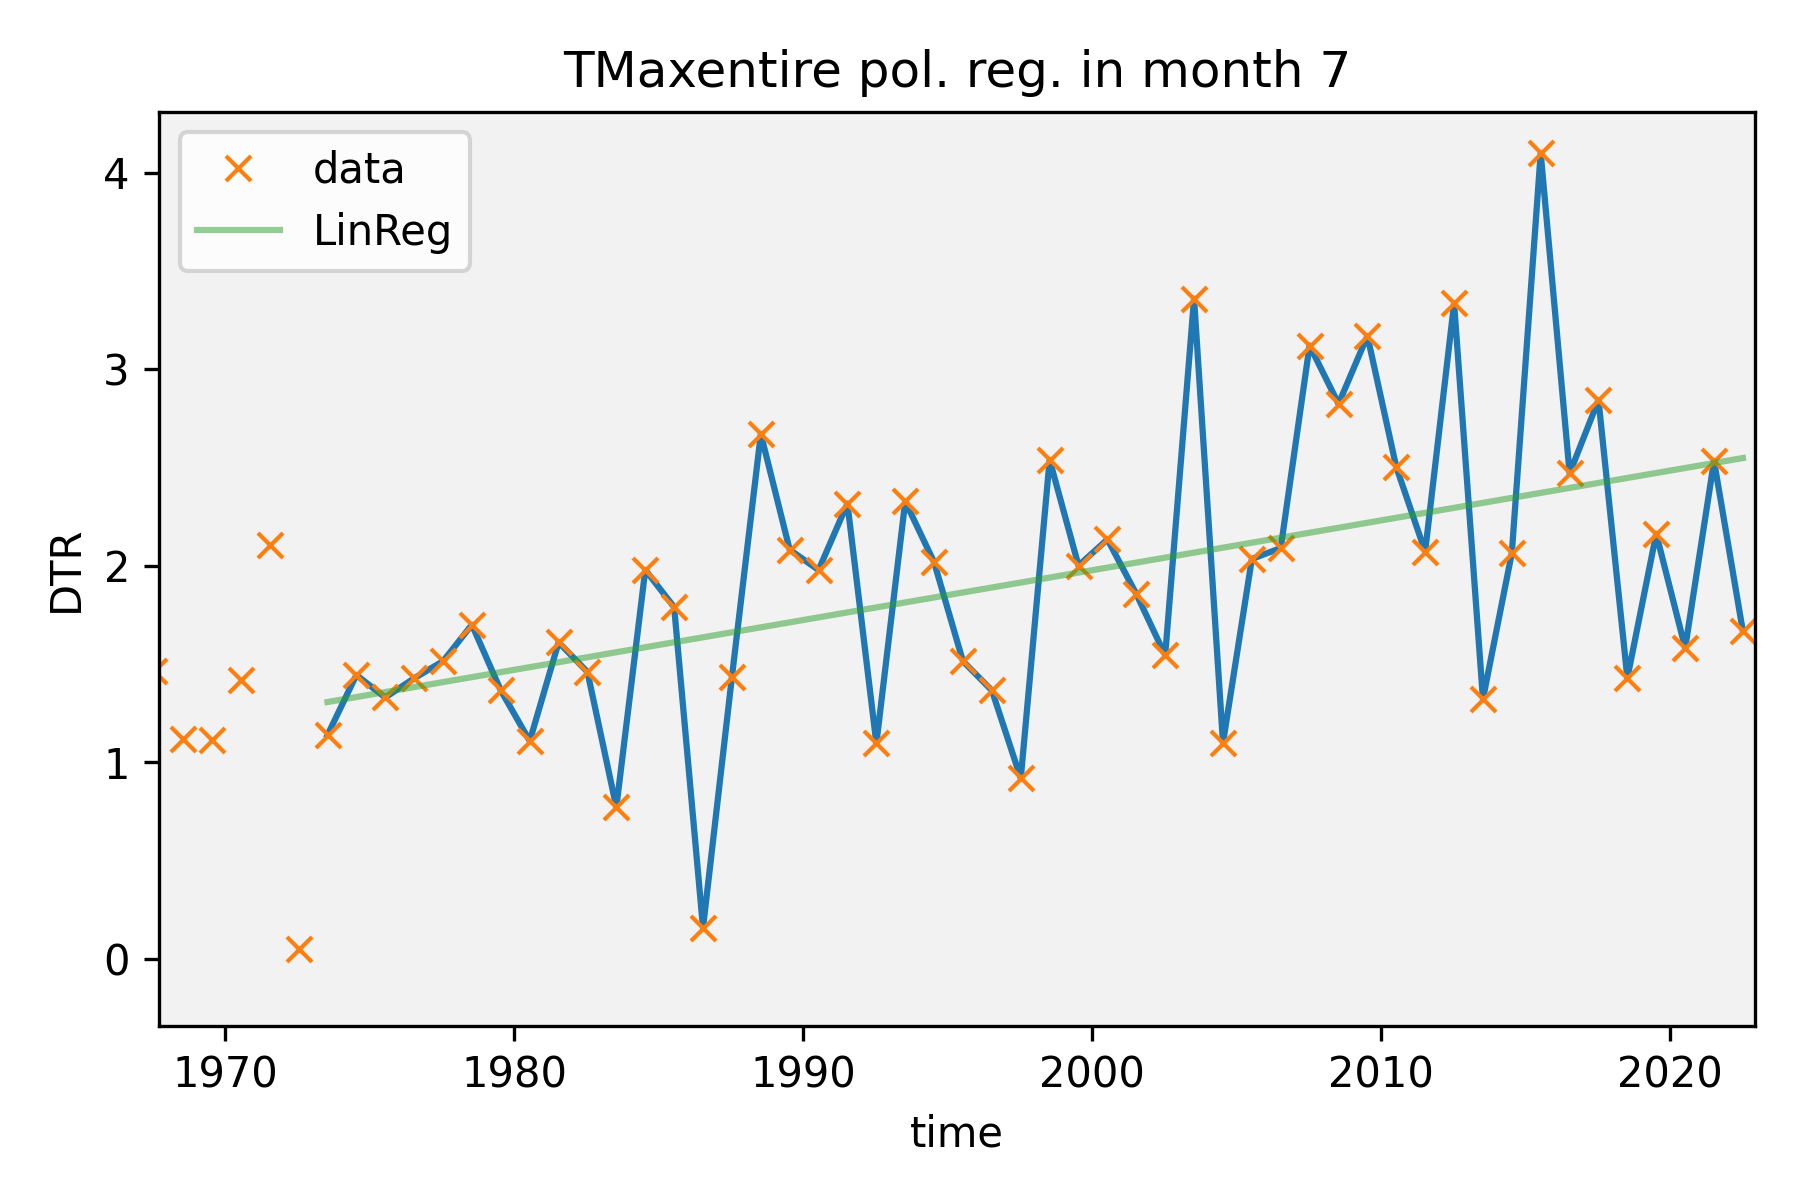 TMaxentire pol. reg. in month 7
data
LinReg
4
3
2
1
0
DTR
1970 1980 1990 2000 2010 2020
time